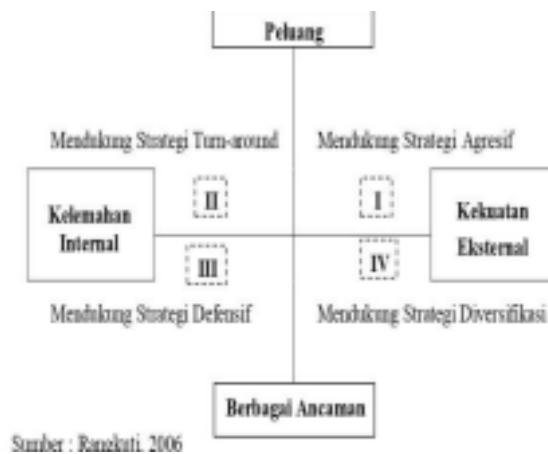 Peluang
Mendukung Strategi Turn-around
Mendukung Strategi Agresif
II
I
Kelemahan
Internal
Kekuatan
Eksternal
III
IV
Mendukung Strategi Defensif
Mendukung Strategi Diversifikasi
Berbagai Ancaman
Sumber : Rangkuti, 2006